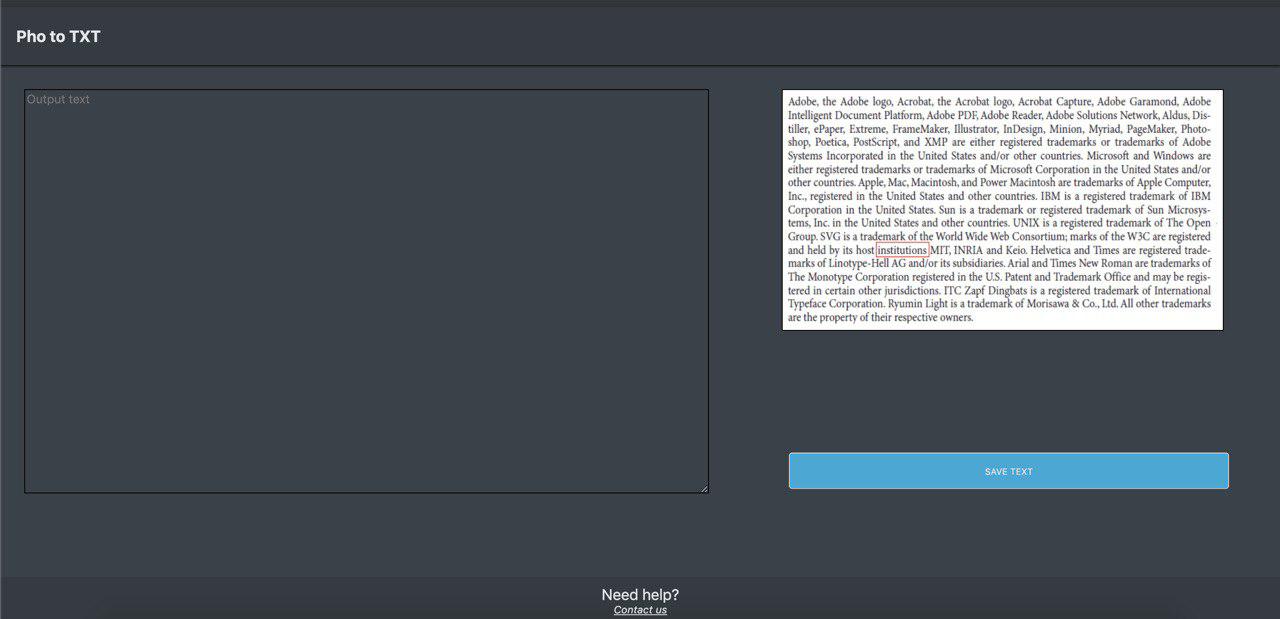 Pho to TXT
Output text
Adobe, the Adobe logo, Acrobat, the Acrobat logo, Acrobat Capture, Adobe Garamond, Adobe
Intelligent Document Platform, Adobe PDF, Adobe Reader, Adobe Solutions Network, Aldus, Dis-
tiller, ePaper, Extreme, FrameMaker, Illustrator, InDesign, Minion, Myriad, PageMaker, Photo-
shop, Poetica, PostScript, and XMP are either registered trademarks or trademarks of Adobe
Systems Incorporated in the United States and/or other countries. Microsoft and Windows are
either registered trademarks or trademarks of Microsoft Corporation in the United States and/or
other countries. Apple, Mac, Macintosh, and Power Macintosh are trademarks of Apple Computer,
Inc., registered in the United States and other countries. IBM is a registered trademark of IBM
Corporation in the United States. Sun is a trademark or registered trademark of Sun Microsys-
tems, Inc. in the United States and other countries. UNIX is a registered trademark of The Open
Group. SVG is a trademark of the World Wide Web Consortium; marks of the W3C are registered
and held by its host institutions MIT, INRIA and Keio. Helvetica and Times are registered trade-
marks of Linotype-Hell AG and/or its subsidiaries. Arial and Times New Roman are trademarks of
The Monotype Corporation registered in the U.S. Patent and Trademark Office and may be regis-
tered in certain other jurisdictions. ITC Zapf Dingbats is a registered trademark of International
Typeface Corporation. Ryumin Light is a trademark of Morisawa & Co., Ltd. All other trademarks
are the property of their respective owners.
SAVE TEXT
Need help?
Contact us